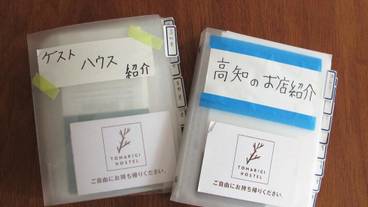 ゲスト
ハウス
紹介
TOMARIGI
HOSTEL
ご自由にお持ち帰りください。
高知のお店紹介
TOMARIGI
HOSTEL
ご自由にお持ち帰りください。